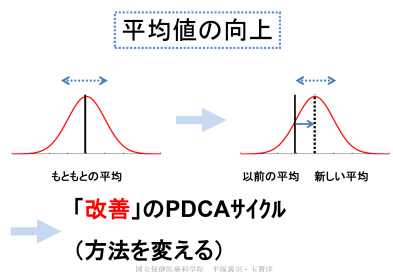 平均値の向上
もともとの平均
以前の平均 新しい平均
「改善」のPDCAサイクル
（方法を変える）
国立保健医療科学院 平塚義宗・玉置洋